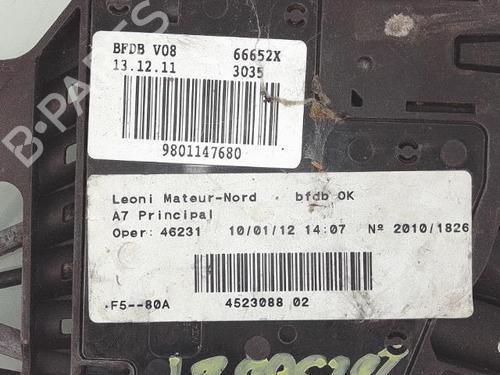 BFDB V08 66652X
13.12.11 3035
9801147680
Leoni Mateur-Nord . bfdb OK
A7 Principal
Oper: 46231 10/01/12 14:07 Nº 2010/1826
F5--80A 4523088 02
B-PARTS